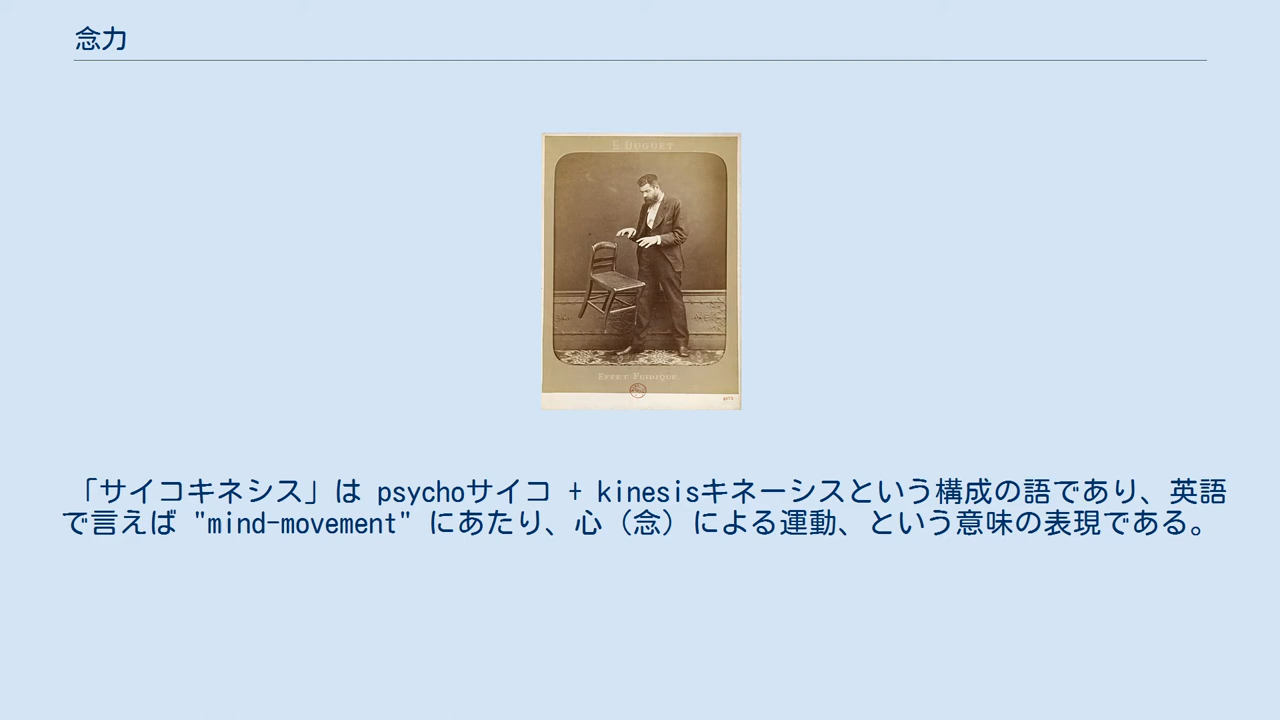 念力
E. BUGUET
EFFET FUIDIQUE.
「サイコキネシス」は psychoサイコ + kinesisキネーシスという構成の語であり、英語
で言えば "mind-movement" にあたり、心（念）による運動、という意味の表現である。